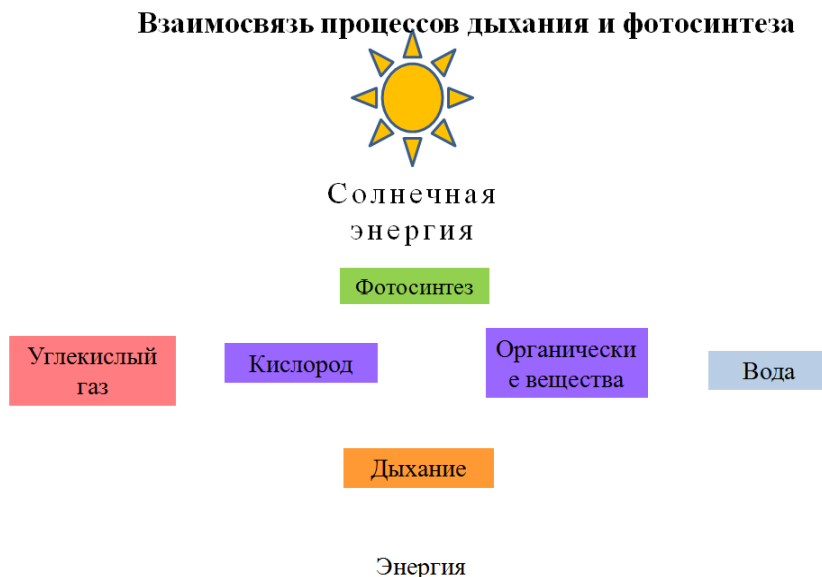 Взаимосвязь процессов дыхания и фотосинтеза
Солнечная
энергия
Фотосинтез
Углекислый
газ
Кислород
Органически
е вещества
Вода
Дыхание
Энергия